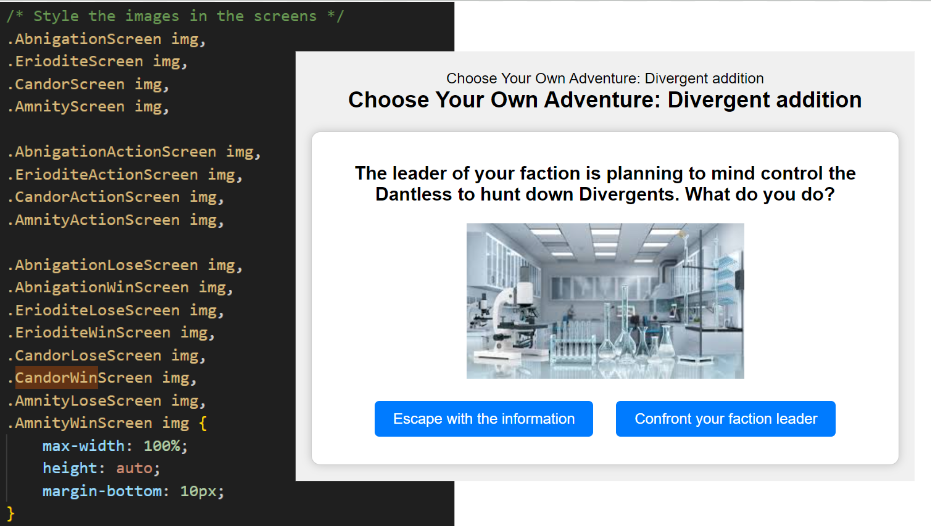 /* Style the images in the screens */
.AbnigationScreen img,
.ErioditeScreen img,
.CandorScreen img,
.AmnityScreen img,
.AbnigationActionScreen img,
.ErioditeActionScreen img,
.CandorActionScreen img,
.AmnityActionScreen img,
.AbnigationLoseScreen img,
.AbnigationWinScreen img,
.ErioditeLoseScreen img,
.ErioditeWinScreen img,
.CandorLoseScreen img,
.CandorWinScreen img,
.AmnityLoseScreen img,
.AmnityWinScreen img {
max-width: 100%;
height: auto;
margin-bottom: 10px;
}
Choose Your Own Adventure: Divergent addition
Choose Your Own Adventure: Divergent addition
The leader of your faction is planning to mind control the
Dantless to hunt down Divergents. What do you do?
Escape with the information
Confront your faction leader